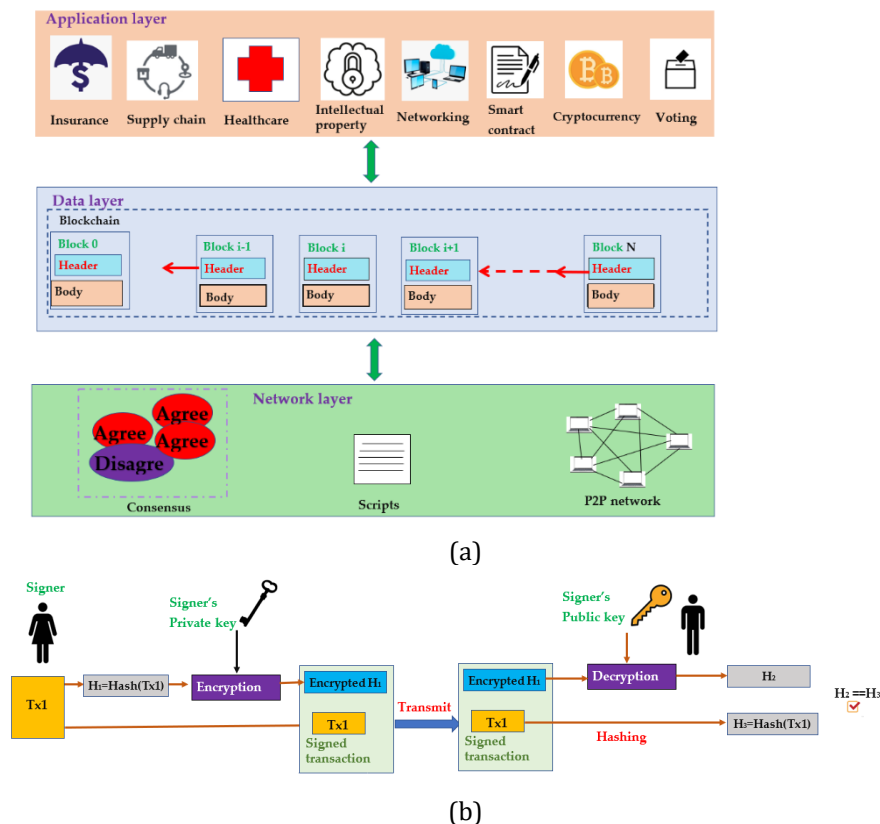 Application layer
Insurance
Supply chain
Healthcare
Intellectual
property
Networking
Smart
contract
Cryptocurrency
Voting
Data layer
Blockchain
Block 0
Header
Body
Block i-1
Header
Body
Block i
Header
Body
Block i+1
Header
Body
Block N
Header
Body
Network layer
Agree
Agree
Agree
Disagre
Consensus
Scripts
P2P network
(a)
Signer
Signer's
Private key
Signer's
Public key
Tx1
H₁=Hash(Tx1)
Encryption
Encrypted H₁
Tx1
Signed
transaction
Transmit
Encrypted H₁
Tx1
Signed
transaction
Decryption
Hashing
H₂
H₃=Hash(Tx1)
H₂ ==H₃
(b)